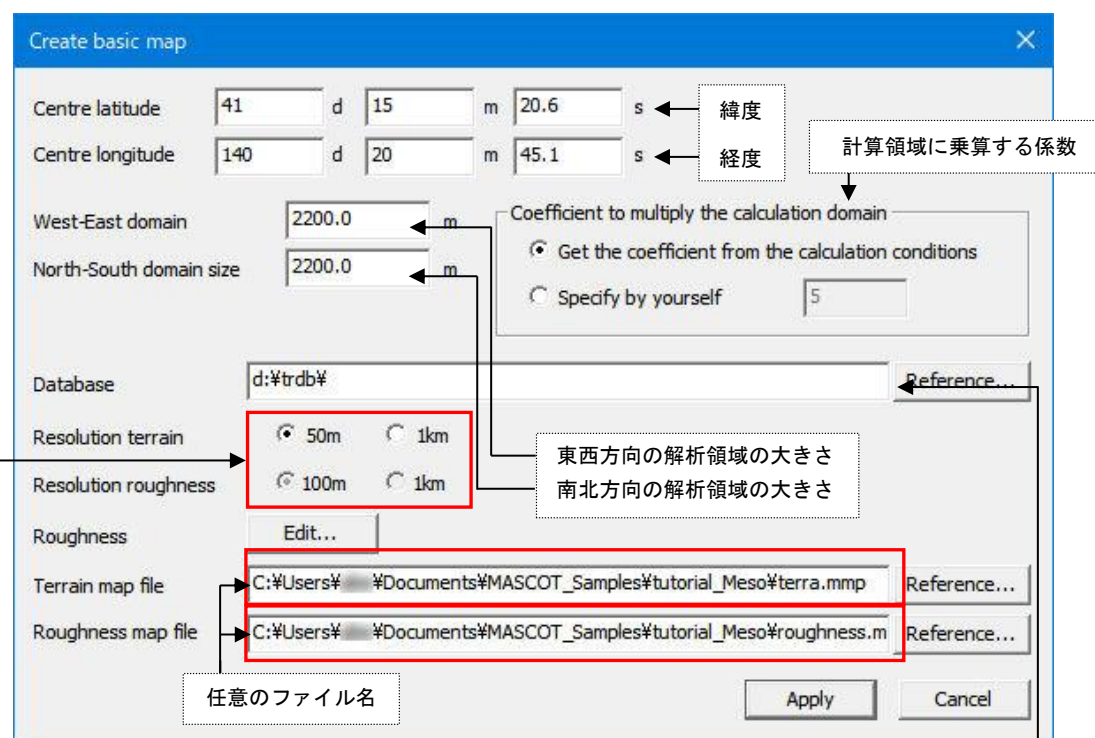 Create basic map
Centre latitude 41 d 15 m 20.6 s 緯度
Centre longitude 140 d 20 m 45.1 s 経度
計算領域に乗算する係数
West-East domain 2200.0 m
North-South domain size 2200.0 m
Coefficient to multiply the calculation domain
Get the coefficient from the calculation conditions
Specify by yourself 5
Database d:¥trdb¥ Reference...
Resolution terrain 50m 1km
Resolution roughness 100m 1km
東西方向の解析領域の大きさ
南北方向の解析領域の大きさ
Roughness Edit...
Terrain map file C:¥Users¥ ¥Documents¥MASCOT_Samples¥tutorial_Meso¥terra.mmp Reference...
Roughness map file C:¥Users¥ ¥Documents¥MASCOT_Samples¥tutorial_Meso¥roughness.m Reference...
任意のファイル名
Apply Cancel